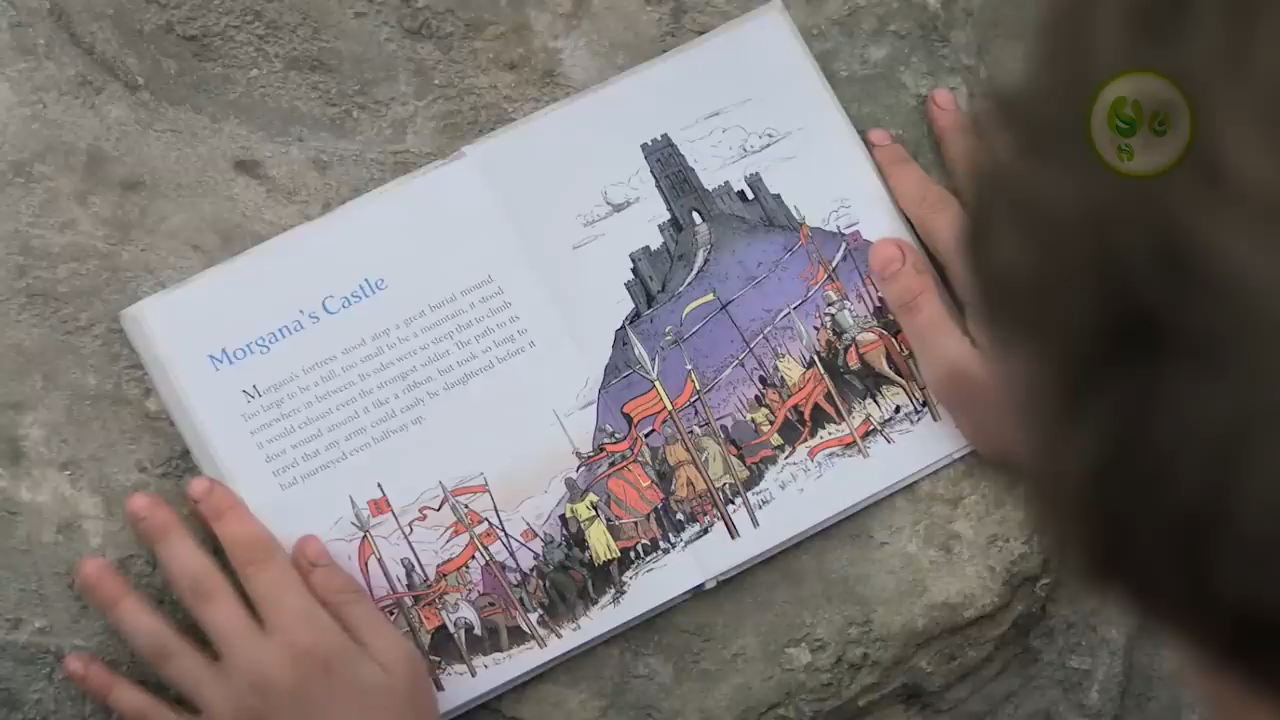 Morgana's Castle
Morgana's fortress stood atop a great burial mound
Too large to be a hill, too small to be a mountain, it stood
somewhere in-between. Its sides were so steep that to climb
it would exhaust even the strongest soldier. The path to its
door wound around it like a ribbon, but took so long to
travel that any army could easily be slaughtered before it
had journeyed even halfway up.